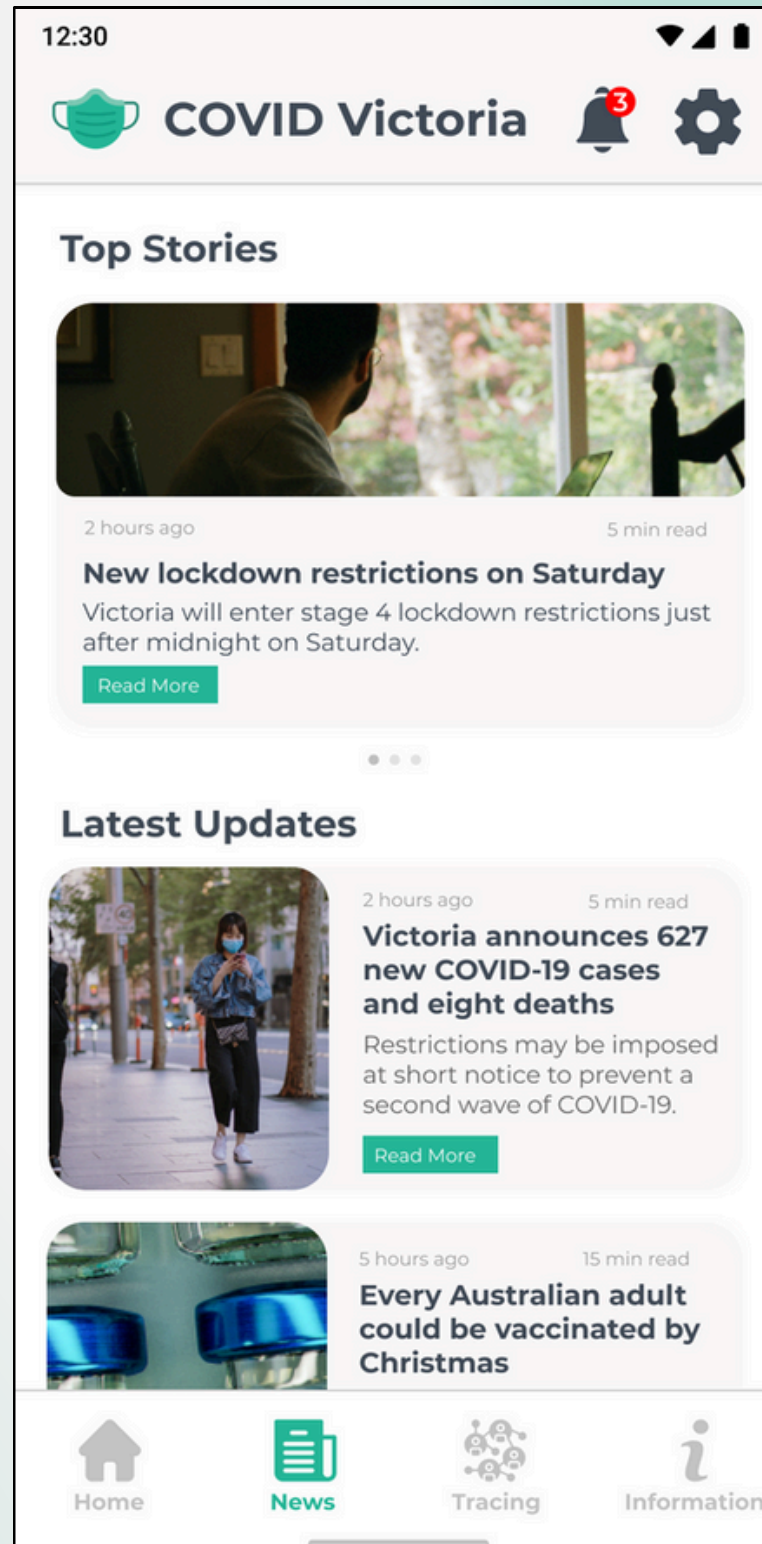 12:30
COVID Victoria
3
Top Stories
2 hours ago
5 min read
New lockdown restrictions on Saturday
Victoria will enter stage 4 lockdown restrictions just
after midnight on Saturday.
Read More
Latest Updates
2 hours ago
5 min read
Victoria announces 627
new COVID-19 cases
and eight deaths
Restrictions may be imposed
at short notice to prevent a
second wave of COVID-19.
Read More
5 hours ago
15 min read
Every Australian adult
could be vaccinated by
Christmas
Home
News
Tracing
Information